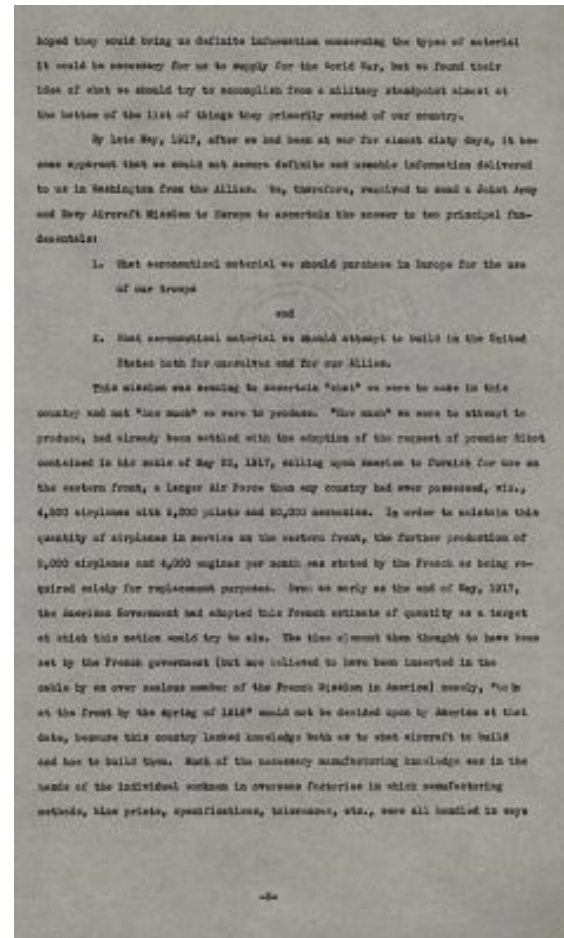 hoped they would bring us definite information concerning the types of material
it would be necessary for us to supply for the World War, but we found their
idea of what we should try to accomplish from a military standpoint almost at
the bottom of the list of things they primarily wanted of our country.
By late May, 1917, after we had been at war for almost sixty days, it be-
came apparent that we could not secure definite and useable information delivered
to us in Washington from the Allies. We, therefore, resolved to send a Joint Army
and Navy Aircraft Mission to Europe to ascertain the answer to two principal fun-
damentals:
1. What aeronautical material we should purchase in Europe for the use
of our troops
and
2. What aeronautical material we should attempt to build in the United
States both for ourselves and for our Allies.
This mission was seeking to ascertain "what" we were to make in this
country and not "how much" we were to produce. "How much" we were to attempt to
produce, had already been settled with the adoption of the request of premier Ribot
contained in his cable of May 23, 1917, calling upon America to furnish for use on
the western front, a larger Air Force than any country had ever possessed, viz.,
4,500 airplanes with 5,000 pilots and 50,000 mechanics. In order to maintain this
quantity of airplanes in service on the western front, the further production of
2,000 airplanes and 4,000 engines per month was stated by the French as being re-
quired solely for replacement purposes. Even as early as the end of May, 1917,
the American Government had adopted this French estimate of quantity as a target
at which this nation would try to aim. The time element then thought to have been
set by the French government (but now believed to have been inserted in the
cable by an over zealous member of the French Mission in America) namely, "to be
at the front by the spring of 1918" could not be decided upon by America at that
date, because this country lacked knowledge both as to what aircraft to build
and how to build them. Much of the necessary manufacturing knowledge was in the
hands of the individual workmen in overseas factories in which manufacturing
methods, blue prints, specifications, tolerances, etc., were all handled in ways